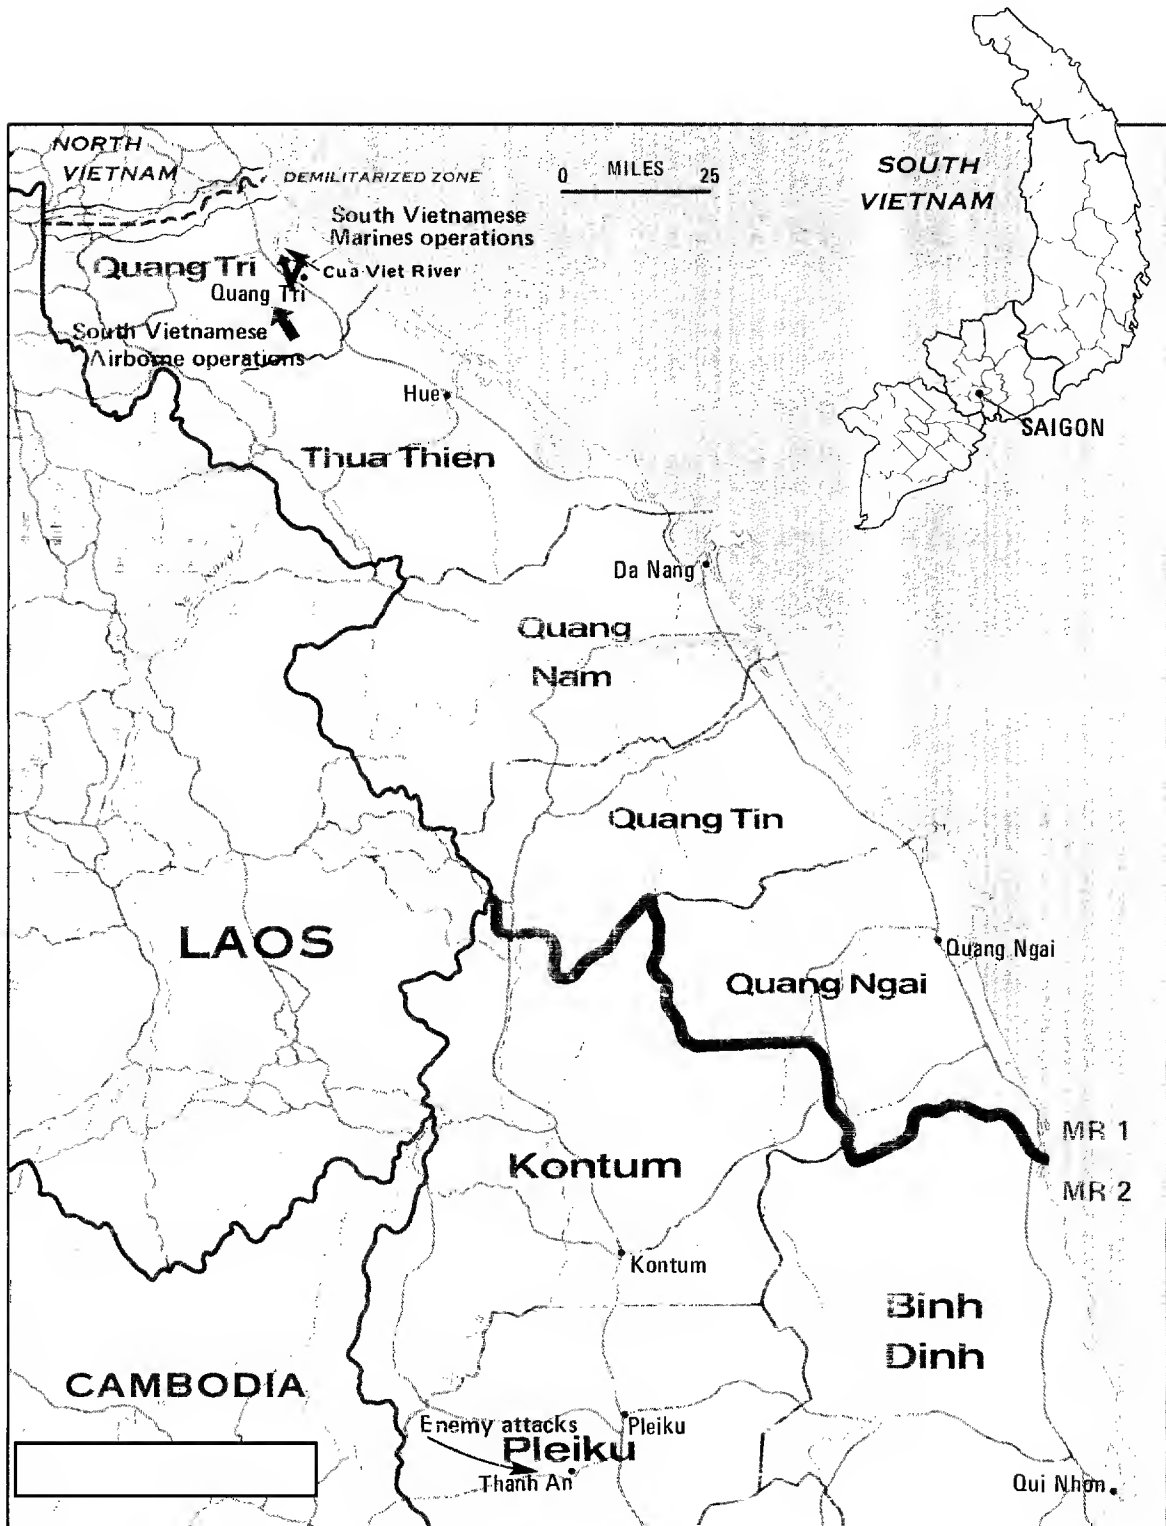 NORTH
VIETNAM
DEMILITARIZED ZONE
0 MILES 25
SOUTH
VIETNAM
South Vietnamese
Marines operations
Quang Tri
Cua Viet River
Quang Tri
South Vietnamese
Airborne operations
Hue
SAIGON
Thua Thien
Da Nang
Quang
Nam
Quang Tin
LAOS
Quang Ngai
Quang Ngai
MR 1
Kontum
MR 2
Kontum
Binh
Dinh
CAMBODIA
Enemy attacks
Pleiku
Pleiku
Thanh An
Qui Nhon